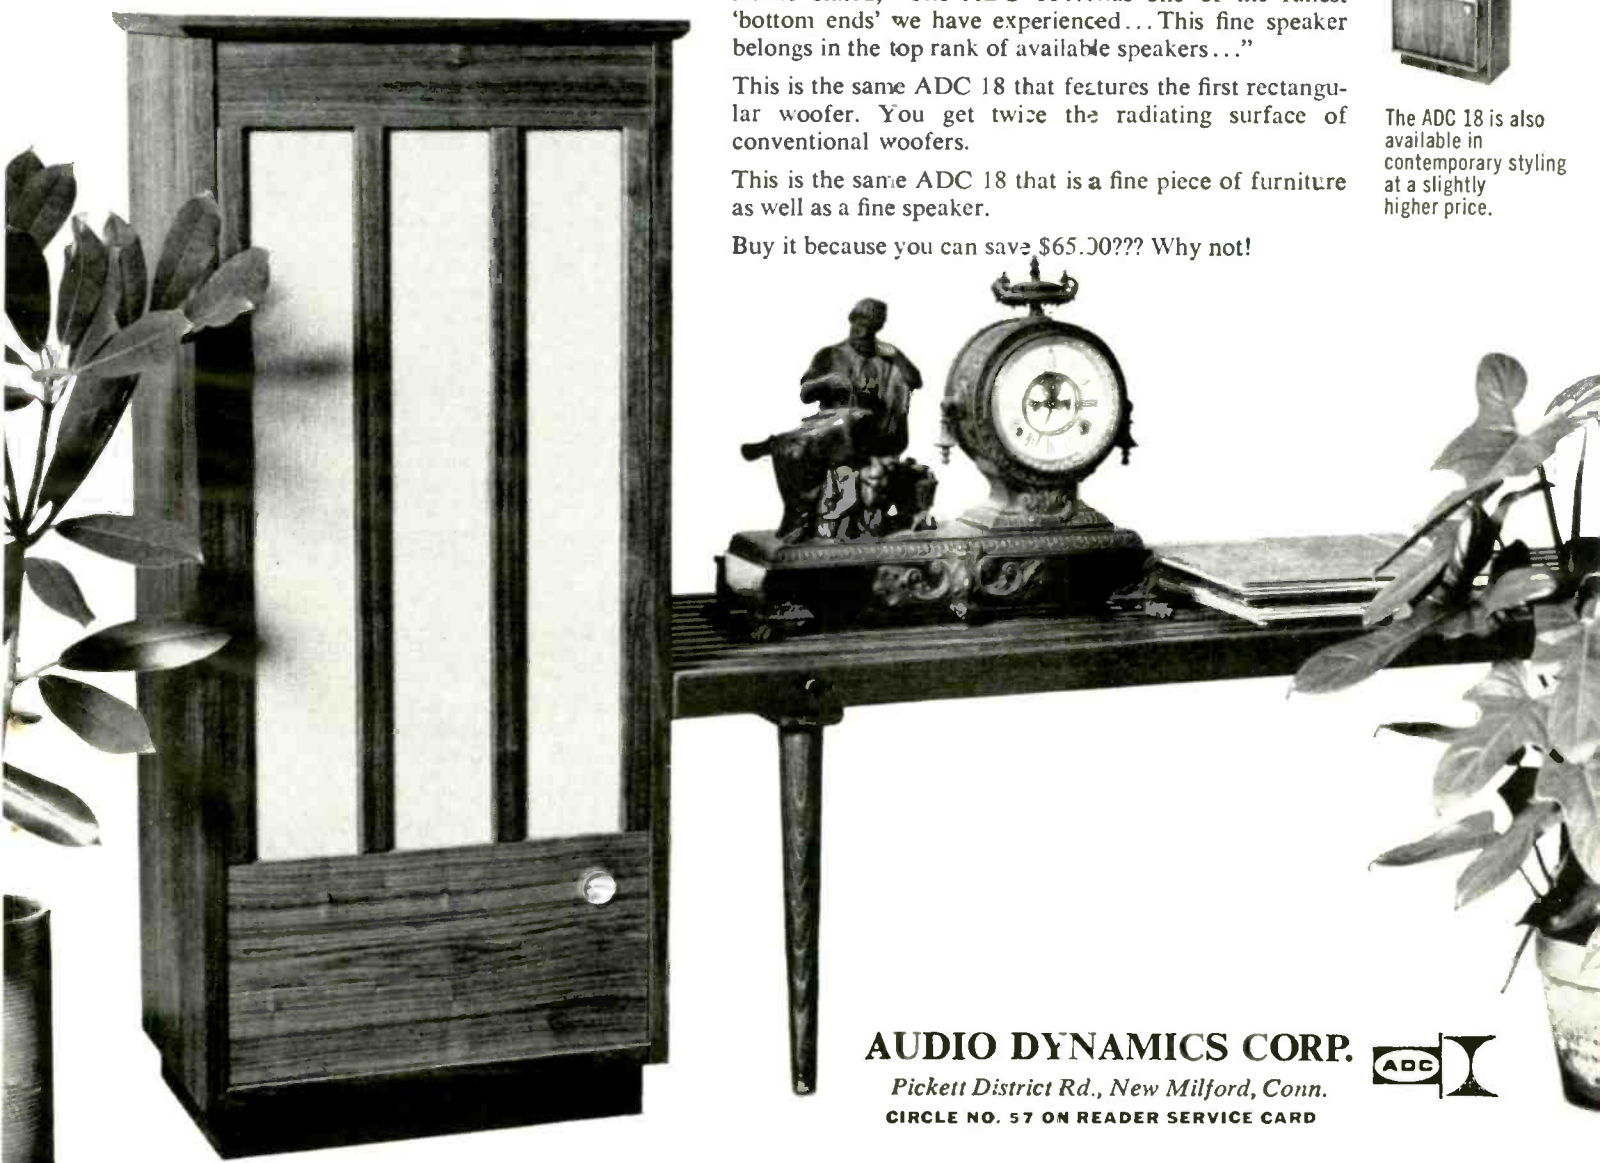 'bottom ends' we have experienced... This fine speaker
belongs in the top rank of available speakers..."
This is the same ADC 18 that features the first rectangu-
lar woofer. You get twice the radiating surface of
conventional woofers.
This is the same ADC 18 that is a fine piece of furniture
as well as a fine speaker.
Buy it because you can save $65.00??? Why not!
The ADC 18 is also
available in
contemporary styling
at a slightly
higher price.
AUDIO DYNAMICS CORP.
ADC
Pickett District Rd., New Milford, Conn.
CIRCLE NO. 57 ON READER SERVICE CARD